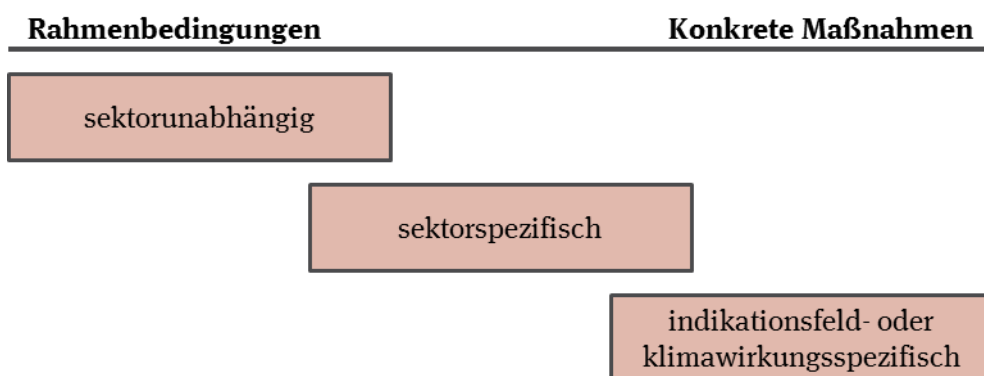 Rahmenbedingungen Konkrete Maßnahmen
sektorunabhängig
sektorspezifisch
indikationsfeld- oder
klimawirkungsspezifisch